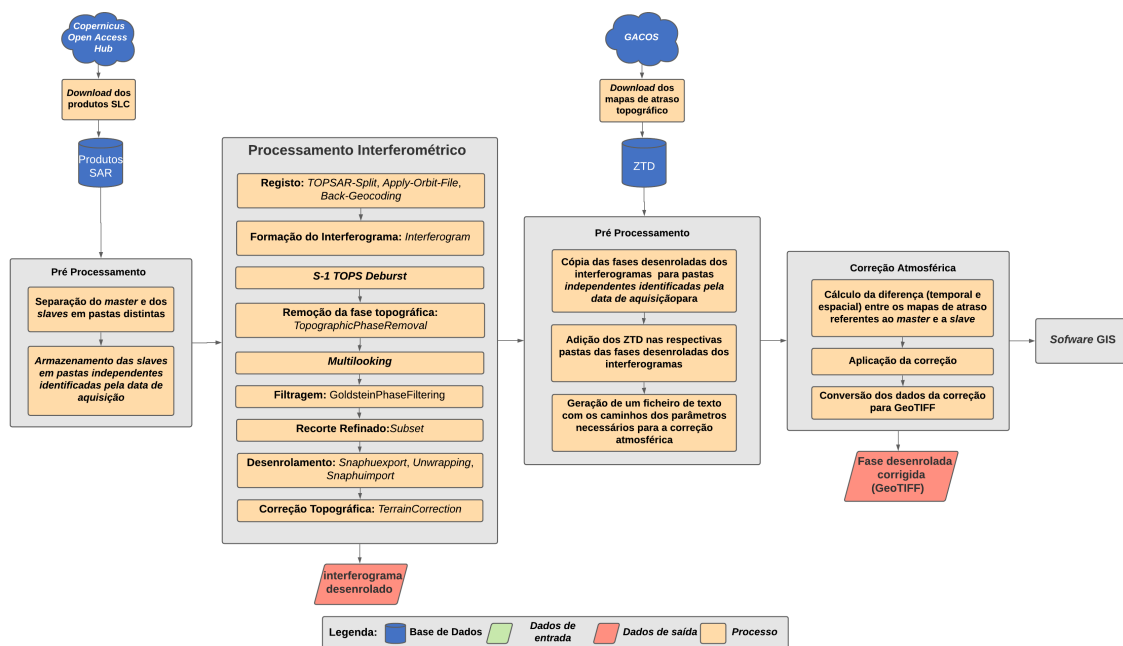 Copernicus
Open Access
Hub
Download dos
produtos SLC
Produtos
SAR
Pré Processamento
Separação do master e dos
slaves em pastas distintas
Armazenamento das slaves
em pastas independentes
identificadas pela data de
aquisição
Processamento Interferométrico
Registo: TOPSAR-Split, Apply-Orbit-File,
Back-Geocoding
Formação do Interferograma: Interferogram
S-1 TOPS Deburst
Remoção da fase topográfica:
TopographicPhaseRemoval
Multilooking
Filtragem: GoldsteinPhaseFiltering
Recorte Refinado:Subset
Desenrolamento: Snaphuexport, Unwrapping,
Snaphuimport
Correção Topográfica: TerrainCorrection
interferograma
desenrolado
GACOS
Download dos
mapas de atraso
topográfico
ZTD
Pré Processamento
Cópia das fases desenroladas dos
interferogramas para pastas
independentes identificadas pela
data de aquisiçãopara
Adição dos ZTD nas respectivas
pastas das fases desenroladas dos
interferogramas
Geração de um ficheiro de texto
com os caminhos dos parâmetros
necessários para a correção
atmosférica
Correção Atmosférica
Cálculo da diferença (temporal e
espacial) entre os mapas de atraso
referentes ao master e a slave
Aplicação da correção
Conversão dos dados da correção
para GeoTIFF
Fase desenrolada
corrigida
(GeoTIFF)
Sofware GIS
Legenda:
Base de Dados
Dados de
entrada
Dados de saída
Processo